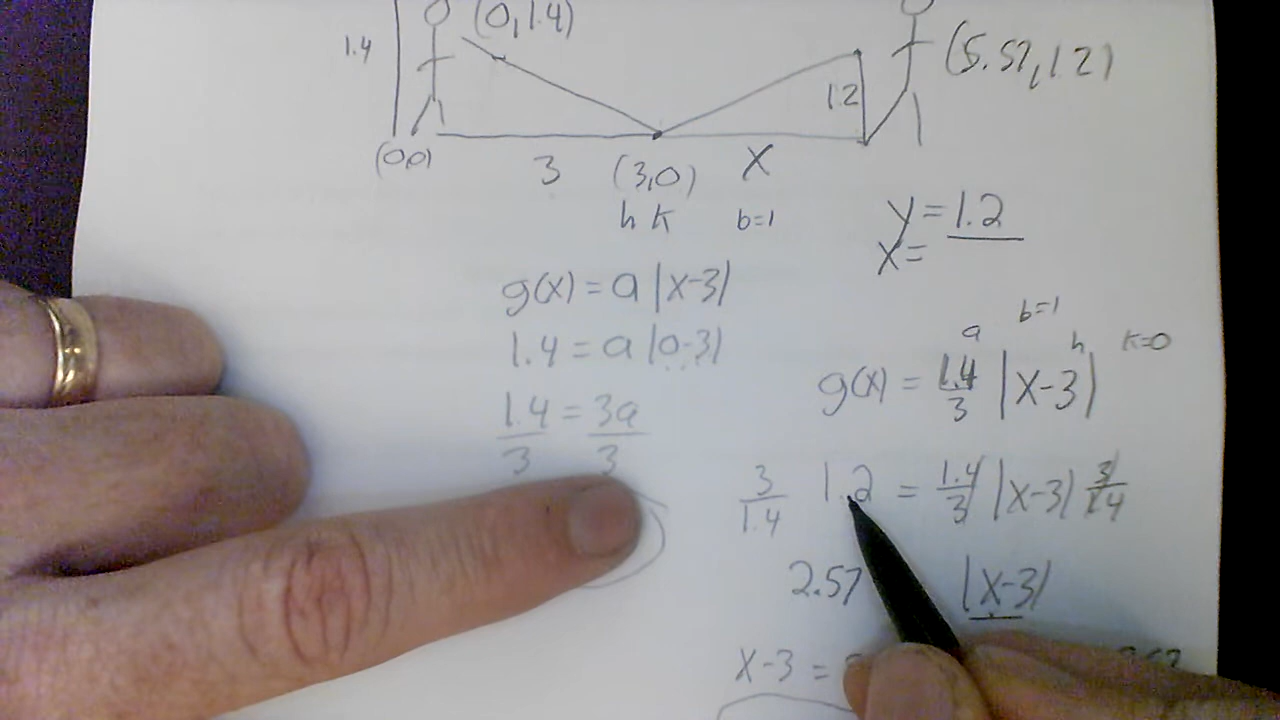 1.4
(0,1.4)
(5.57,1.2)
1.2
(0,0)
3
(3,0)
X
h k
b=1
y=1.2
x=
g(x) = a |x-3|
1.4 = a |0-3|
1.4 = 3a
3 3
b=1
a
h
k=0
g(x) = 1.4/3 |x-3|
3/1.4 1.2 = 1.4/3 |x-3| 3/1.4
2.57 |x-3|
x-3 =